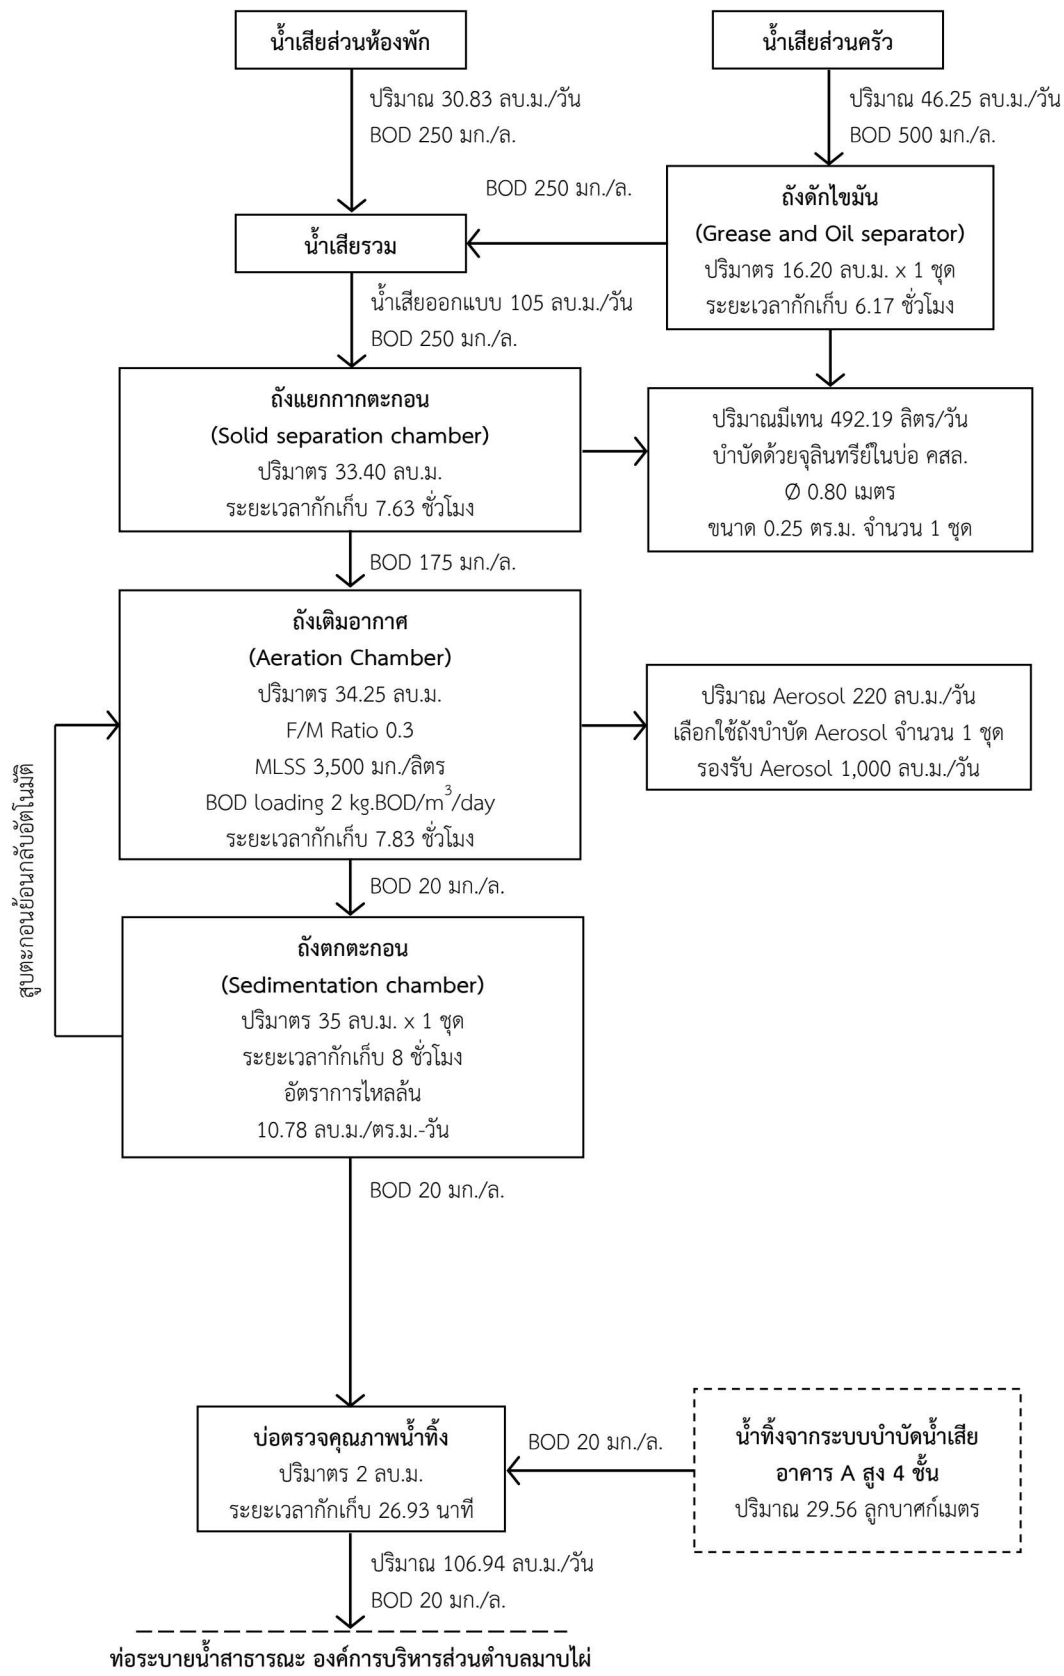 น้ำเสียส่วนห้องพัก
น้ำเสียส่วนครัว
ปริมาณ 30.83 ลบ.ม./วัน
BOD 250 มก./ล.
ปริมาณ 46.25 ลบ.ม./วัน
BOD 500 มก./ล.
BOD 250 มก./ล.
ถังดักไขมัน
(Grease and Oil separator)
ปริมาตร 16.20 ลบ.ม. x 1 ชุด
ระยะเวลากักเก็บ 6.17 ชั่วโมง
น้ำเสียรวม
น้ำเสียออกแบบ 105 ลบ.ม./วัน
BOD 250 มก./ล.
ถังแยกกากตะกอน
(Solid separation chamber)
ปริมาตร 33.40 ลบ.ม.
ระยะเวลากักเก็บ 7.63 ชั่วโมง
ปริมาณมีเทน 492.19 ลิตร/วัน
บำบัดด้วยจุลินทรีย์ในบ่อ คสล.
Ø 0.80 เมตร
ขนาด 0.25 ตร.ม. จำนวน 1 ชุด
BOD 175 มก./ล.
ถังเติมอากาศ
(Aeration Chamber)
ปริมาตร 34.25 ลบ.ม.
F/M Ratio 0.3
MLSS 3,500 มก./ลิตร
BOD loading 2 kg.BOD/m³/day
ระยะเวลากักเก็บ 7.83 ชั่วโมง
ปริมาณ Aerosol 220 ลบ.ม./วัน
เลือกใช้ถังบำบัด Aerosol จำนวน 1 ชุด
รองรับ Aerosol 1,000 ลบ.ม./วัน
สูบตะกอนย้อนกลับอัตโนมัติ
BOD 20 มก./ล.
ถังตกตะกอน
(Sedimentation chamber)
ปริมาตร 35 ลบ.ม. x 1 ชุด
ระยะเวลากักเก็บ 8 ชั่วโมง
อัตราการไหลล้น
10.78 ลบ.ม./ตร.ม.-วัน
BOD 20 มก./ล.
บ่อตรวจคุณภาพน้ำทิ้ง
ปริมาตร 2 ลบ.ม.
ระยะเวลากักเก็บ 26.93 นาที
BOD 20 มก./ล.
น้ำทิ้งจากระบบบำบัดน้ำเสีย
อาคาร A สูง 4 ชั้น
ปริมาณ 29.56 ลูกบาศก์เมตร
ปริมาณ 106.94 ลบ.ม./วัน
BOD 20 มก./ล.
ท่อระบายน้ำสาธารณะ องค์การบริหารส่วนตำบลมาบไผ่